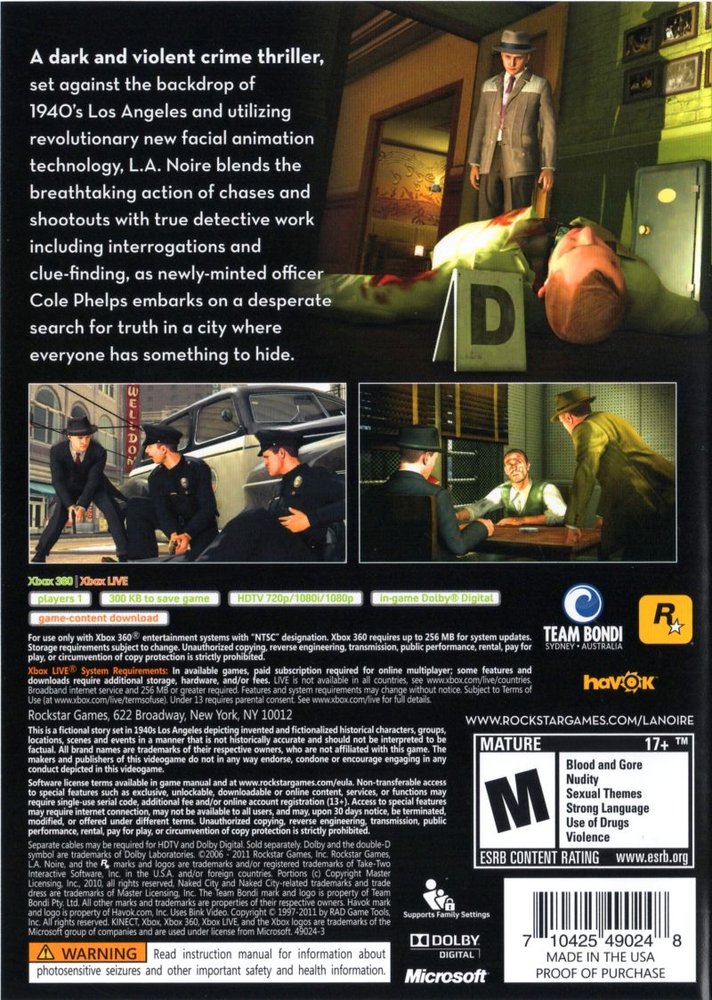 A dark and violent crime thriller,
set against the backdrop of
1940's Los Angeles and utilizing
revolutionary new facial animation
technology, L.A. Noire blends the
breathtaking action of chases and
shootouts with true detective work
including interrogations and
clue-finding, as newly-minted officer
Cole Phelps embarks on a desperate
search for truth in a city where
everyone has something to hide.
D
WELLDON
Xbox 360 | Xbox LIVE
players 1
300 KB to save game
HDTV 720p/1080i/1080p
in-game Dolby® Digital
game-content download
For use only with Xbox 360® entertainment systems with "NTSC" designation. Xbox 360 requires up to 256 MB for system updates.
Storage requirements subject to change. Unauthorized copying, reverse engineering, transmission, public performance, rental, pay for
play, or circumvention of copy protection is strictly prohibited.
Xbox LIVE® System Requirements: In available games, paid subscription required for online multiplayer; some features and
downloads require additional storage, hardware, and/or fees. LIVE is not available in all countries, see www.xbox.com/live/countries.
Broadband internet service and 256 MB or greater required. Features and system requirements may change without notice. Subject to Terms of
Use (at www.xbox.com/live/termsofuse). Under 13 requires parental consent. See www.xbox.com/live for full details.
Rockstar Games, 622 Broadway, New York, NY 10012
This is a fictional story set in 1940s Los Angeles depicting invented and fictionalized historical characters, groups,
locations, scenes and events in a manner that is not historically accurate and should not be interpreted to be
factual. All brand names are trademarks of their respective owners, who are not affiliated with this game. The
makers and publishers of this videogame do not in any way endorse, condone or encourage engaging in any
conduct depicted in this videogame.
Software license terms available in game manual and at www.rockstargames.com/eula. Non-transferable access
to special features such as exclusive, unlockable, downloadable or online content, services, or functions may
require single-use serial code, additional fee and/or online account registration (13+). Access to special features
may require internet connection, may not be available to all users, and may, upon 30 days notice, be terminated,
modified, or offered under different terms. Unauthorized copying, reverse engineering, transmission, public
performance, rental, pay for play, or circumvention of copy protection is strictly prohibited.
Separate cables may be required for HDTV and Dolby Digital. Sold separately. Dolby and the double-D
symbol are trademarks of Dolby Laboratories. ©2006 - 2011 Rockstar Games, Inc. Rockstar Games,
L.A. Noire, and the R* marks and logos are trademarks and/or registered trademarks of Take-Two
Interactive Software, Inc. in the U.S.A. and/or foreign countries. Portions (c) Copyright Master
Licensing, Inc., 2010, all rights reserved, Naked City and Naked City-related trademarks and trade
dress are trademarks of Master Licensing, Inc. The Team Bondi mark and logo is property of Team
Bondi Pty. Ltd. All other marks and trademarks are properties of their respective owners. Havok mark
and logo is property of Havok.com, Inc. Uses Bink Video. Copyright © 1997-2011 by RAD Game Tools,
Inc. All rights reserved. KINECT, Xbox, Xbox 360, Xbox LIVE, and the Xbox logos are trademarks of the
Microsoft group of companies and are used under license from Microsoft. 49024-3
WARNING
Read instruction manual for information about
photosensitive seizures and other important safety and health information.
TEAM BONDI
SYDNEY • AUSTRALIA
R
havok
WWW.ROCKSTARGAMES.COM/LANOIRE
MATURE 17+ ™
M
Blood and Gore
Nudity
Sexual Themes
Strong Language
Use of Drugs
Violence
ESRB CONTENT RATING www.esrb.org
Supports Family Settings
DOLBY
DIGITAL
Microsoft
7 10425 49024 8
MADE IN THE USA
PROOF OF PURCHASE